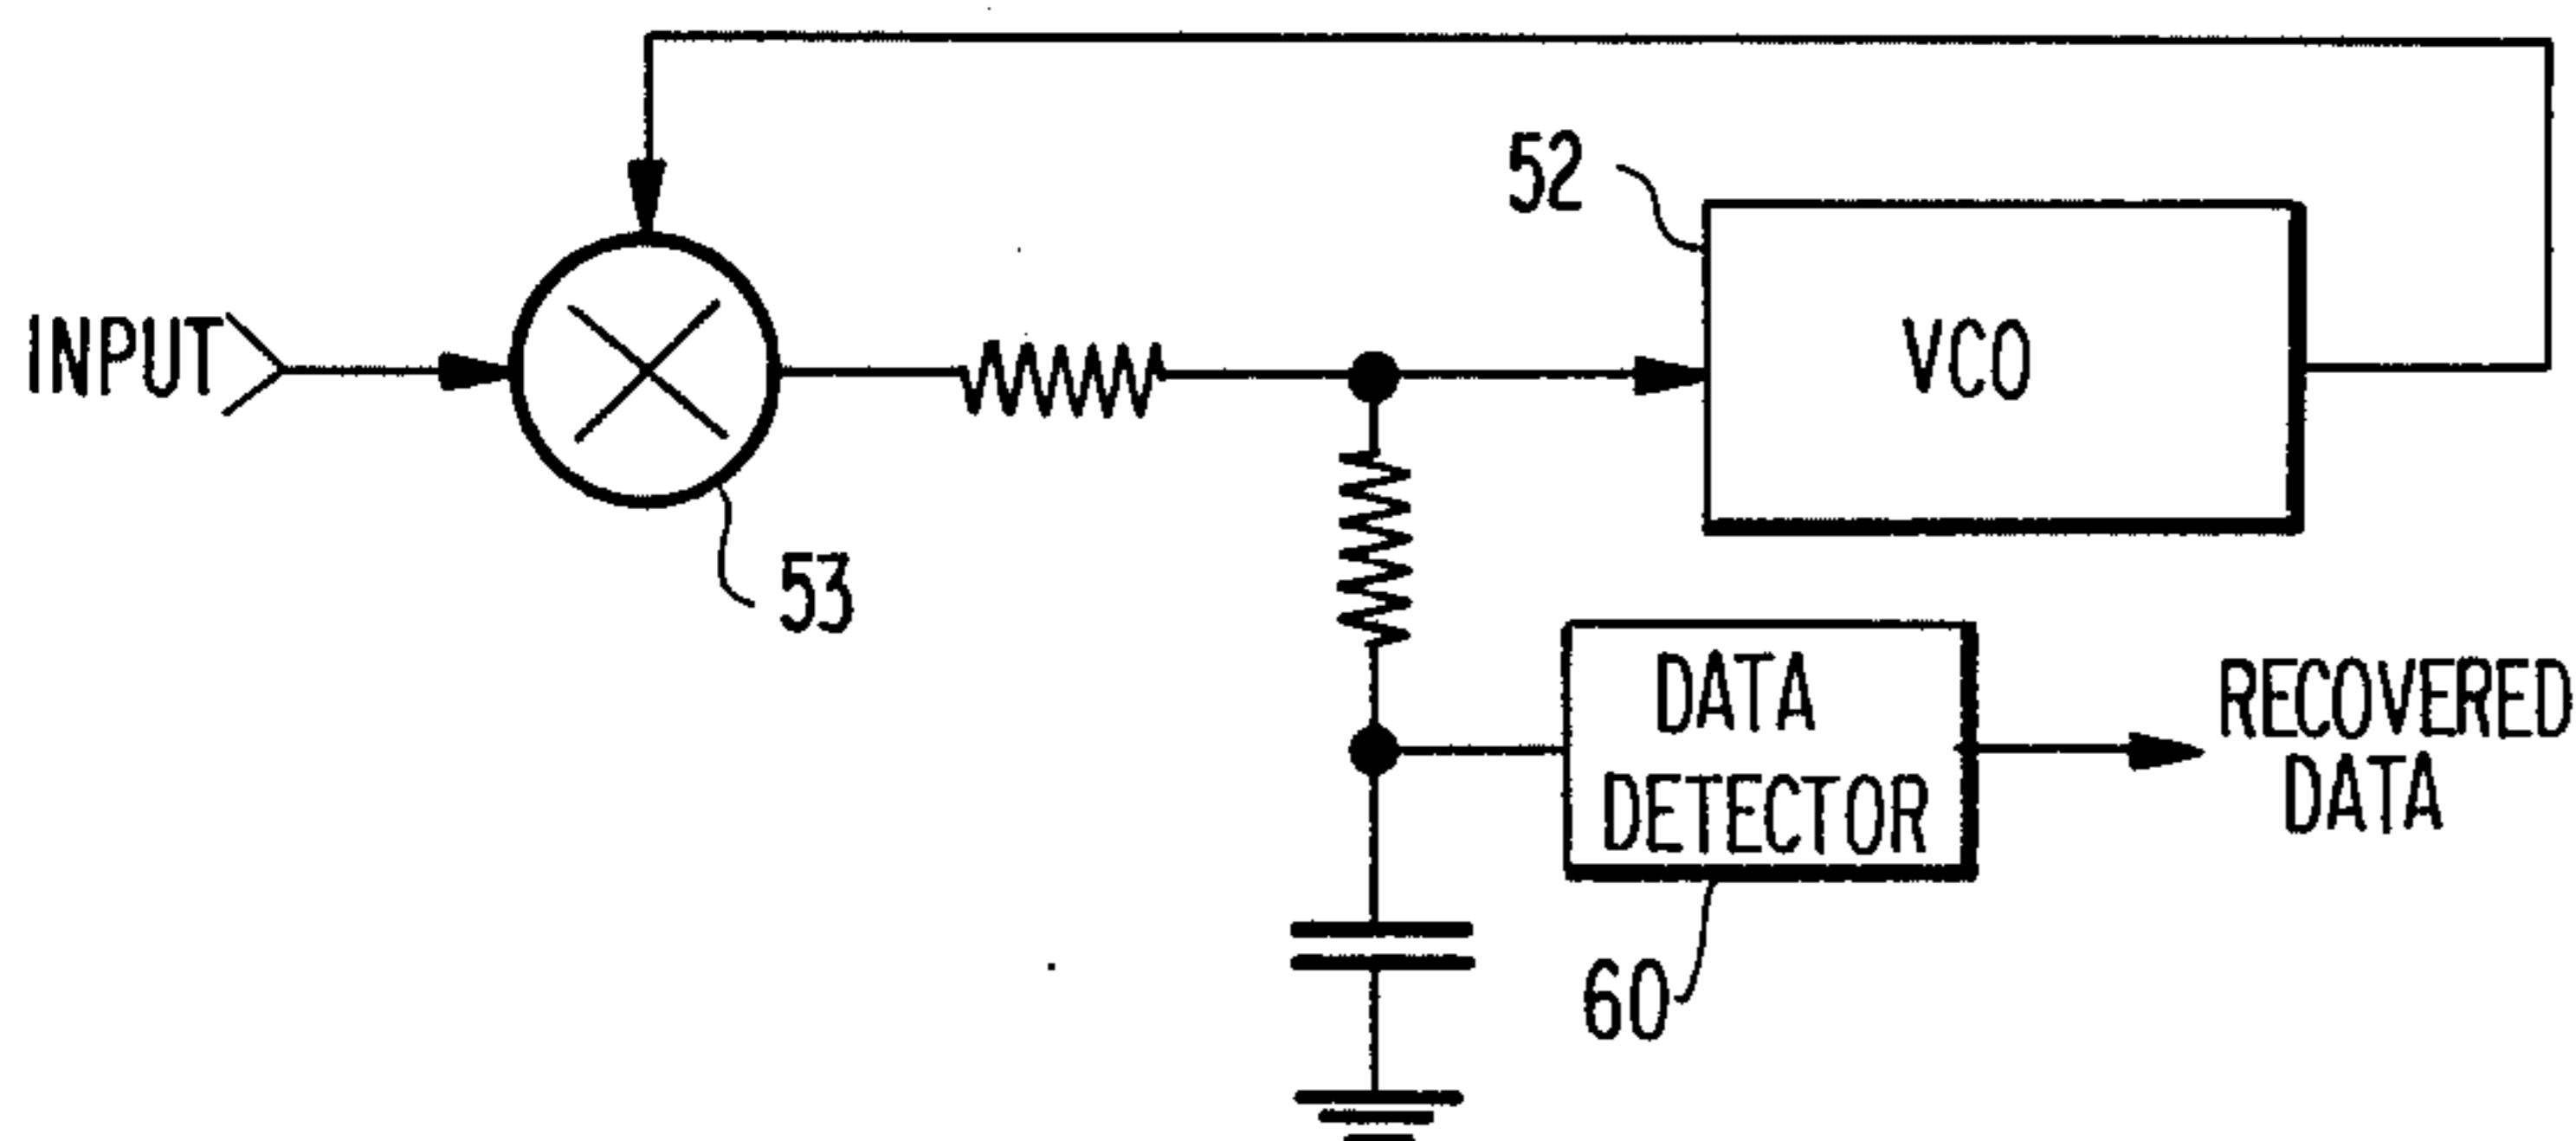 52
INPUT
VCO
53
DATA
DETECTOR
RECOVERED
DATA
60